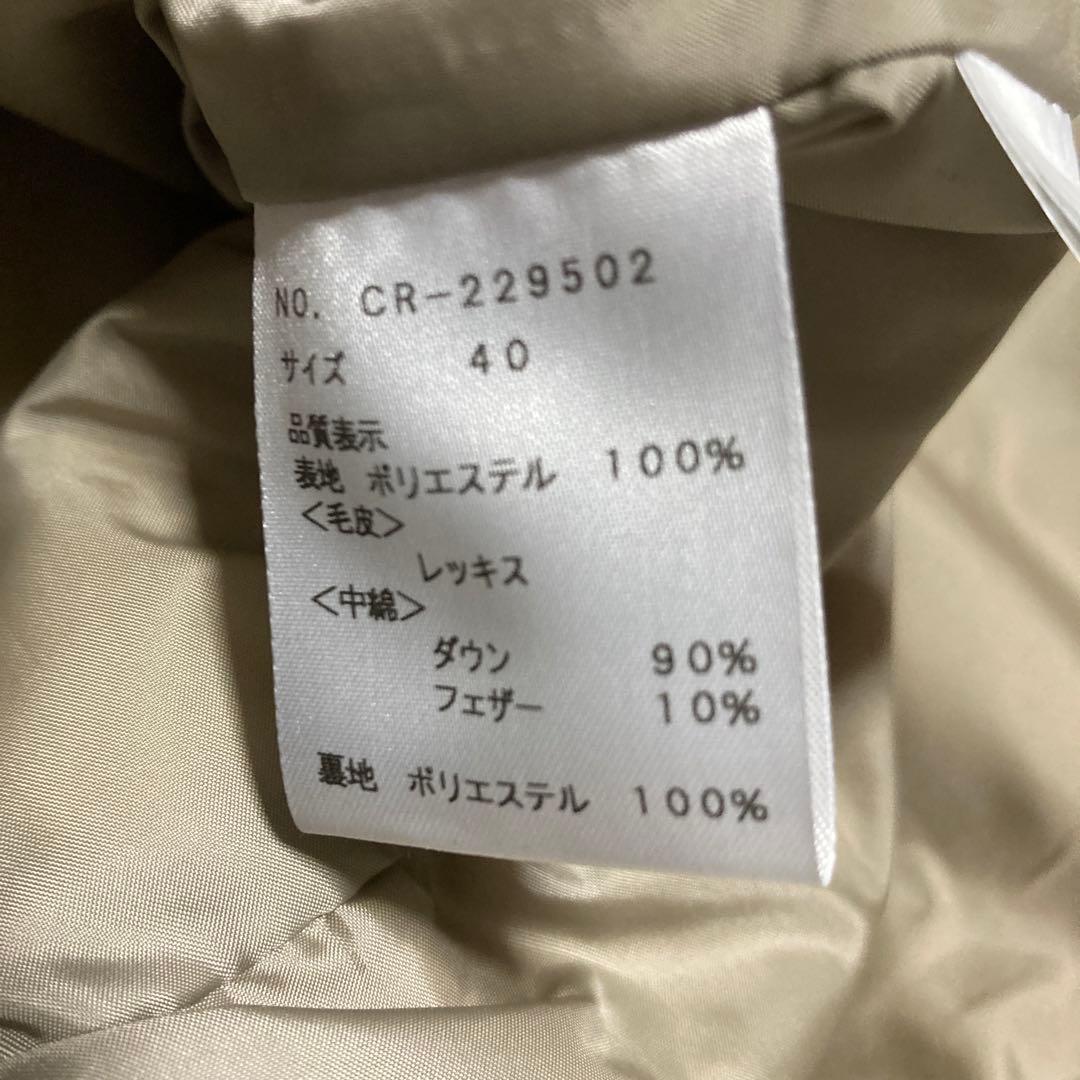 NO. CR-229502
サイズ 40
品質表示
表地 ポリエステル 100%
<毛皮>
レッキス
<中綿>
ダウン 90%
フェザー 10%
裏地 ポリエステル 100%